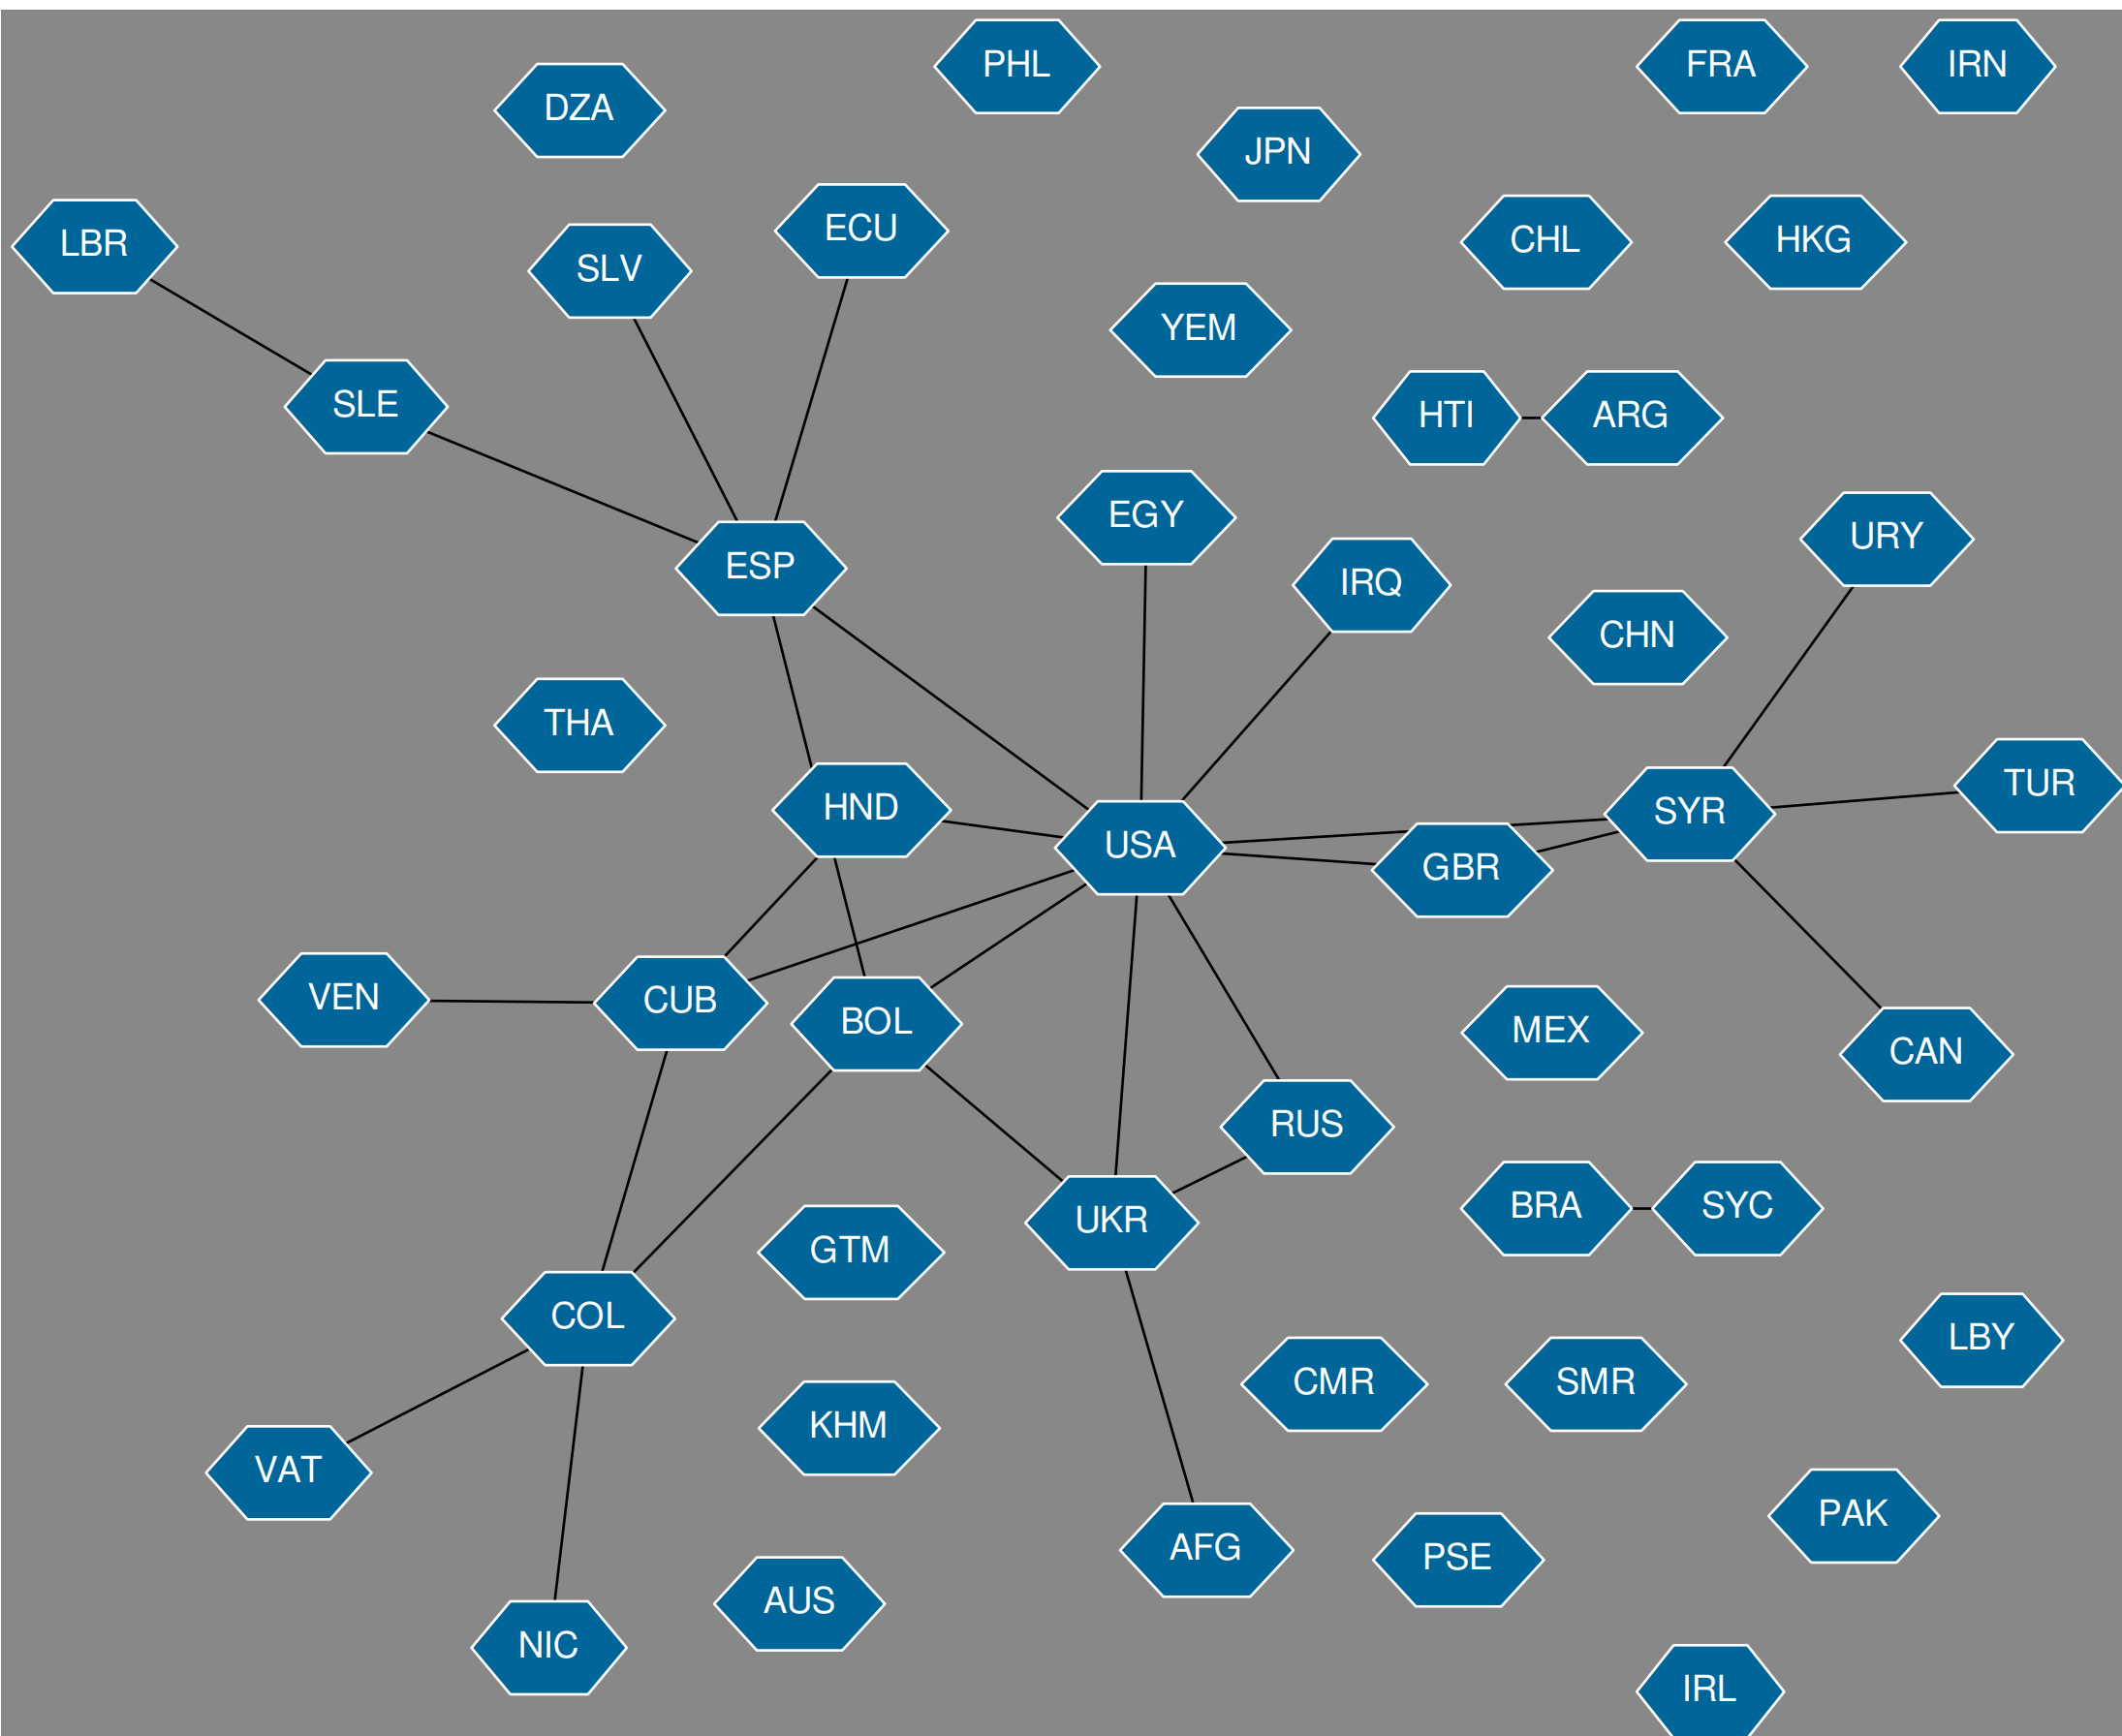 PHL
FRA
IRN
DZA
JPN
ECU
CHL
HKG
LBR
SLV
YEM
SLE
HTI
ARG
EGY
URY
ESP
IRQ
CHN
THA
TUR
HND
SYR
USA
GBR
VEN
CUB
BOL
MEX
CAN
RUS
BRA
SYC
UKR
GTM
COL
LBY
CMR
SMR
KHM
VAT
PAK
AFG
PSE
AUS
NIC
IRL